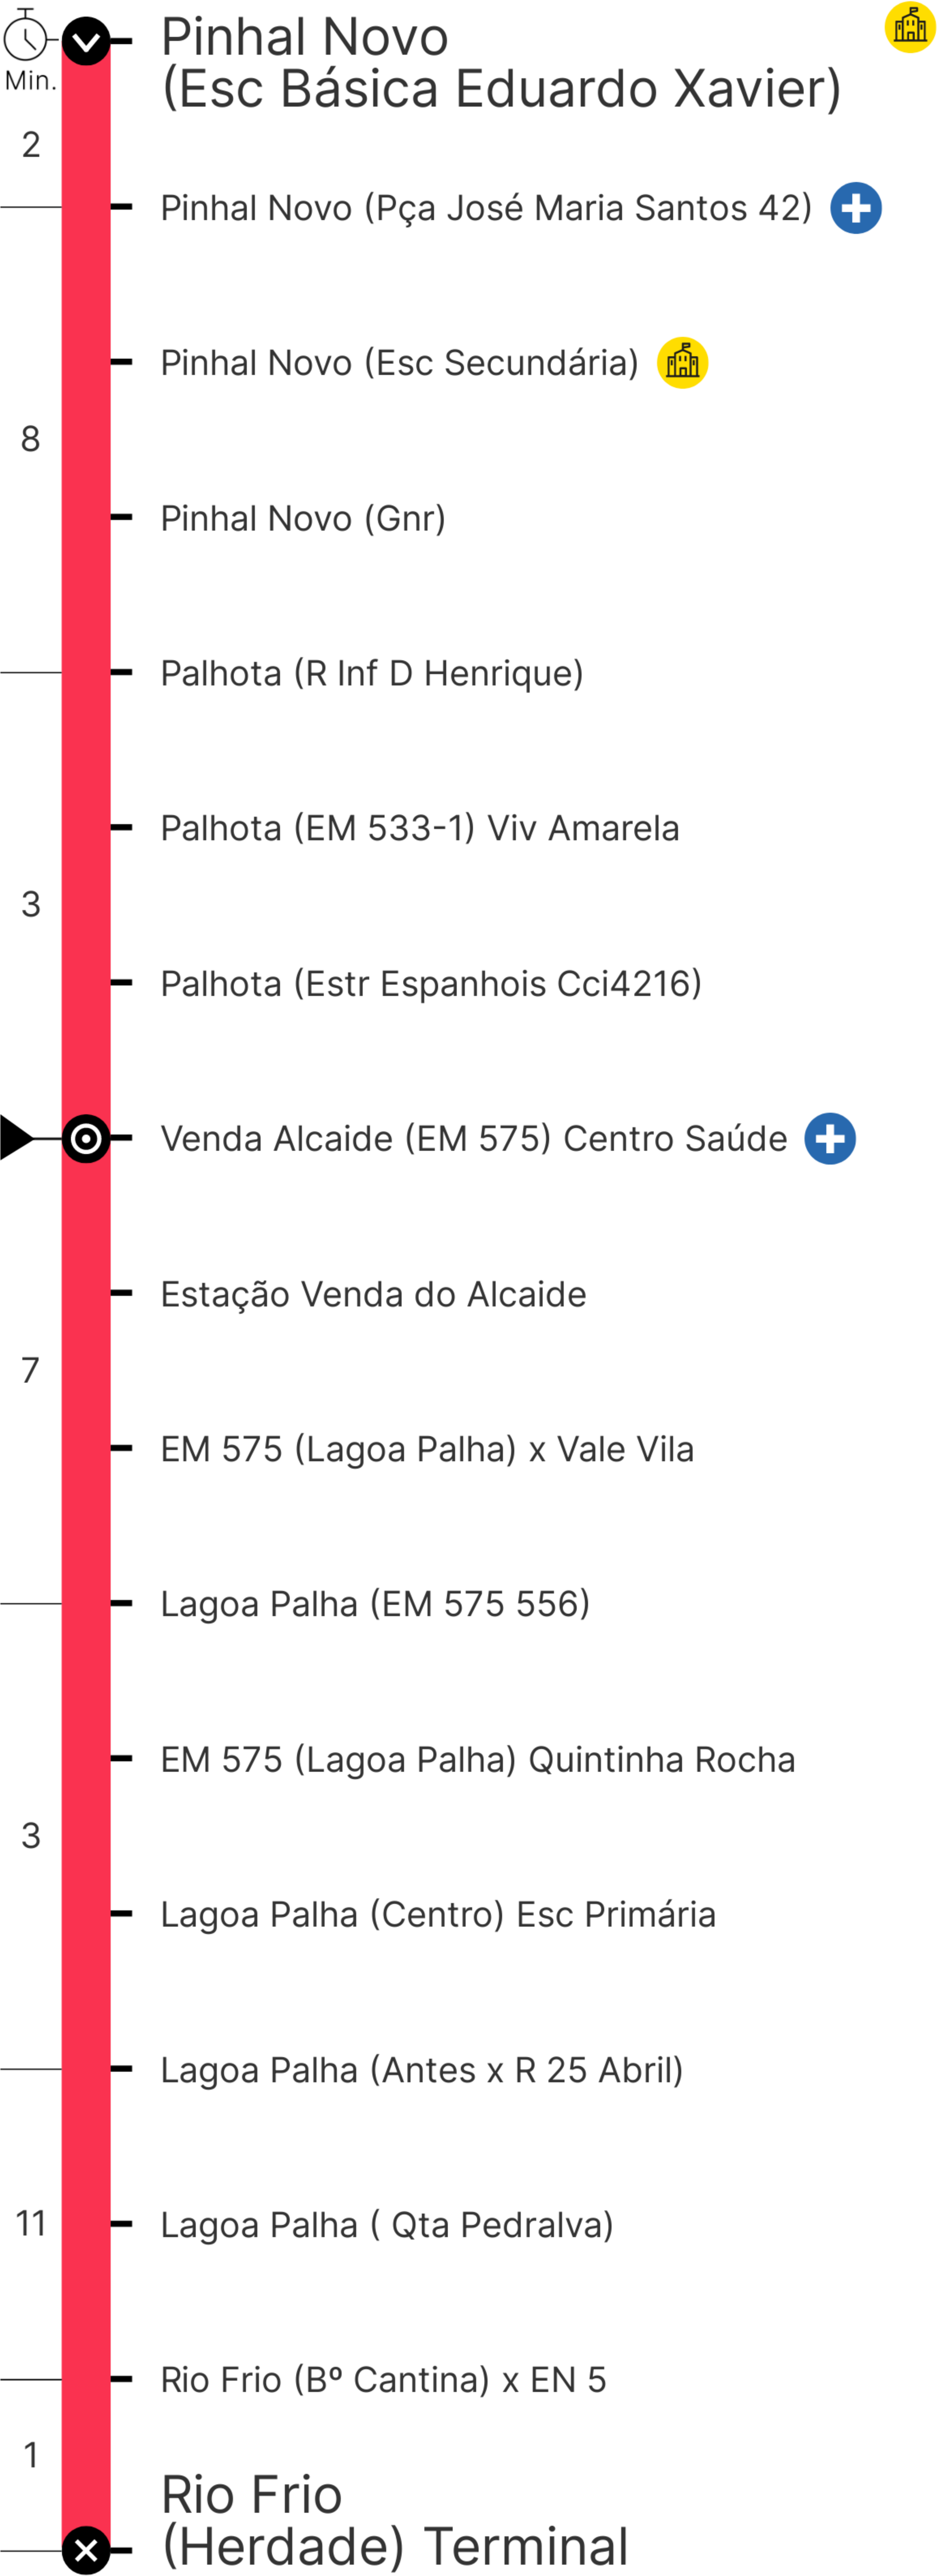 Min.
Pinhal Novo
(Esc Básica Eduardo Xavier)
2
Pinhal Novo (Pça José Maria Santos 42)
Pinhal Novo (Esc Secundária)
8
Pinhal Novo (Gnr)
Palhota (R Inf D Henrique)
Palhota (EM 533-1) Viv Amarela
3
Palhota (Estr Espanhois Cci4216)
Venda Alcaide (EM 575) Centro Saúde
Estação Venda do Alcaide
7
EM 575 (Lagoa Palha) x Vale Vila
Lagoa Palha (EM 575 556)
EM 575 (Lagoa Palha) Quintinha Rocha
3
Lagoa Palha (Centro) Esc Primária
Lagoa Palha (Antes x R 25 Abril)
11
Lagoa Palha ( Qta Pedralva)
Rio Frio (Bº Cantina) x EN 5
1
Rio Frio
(Herdade) Terminal